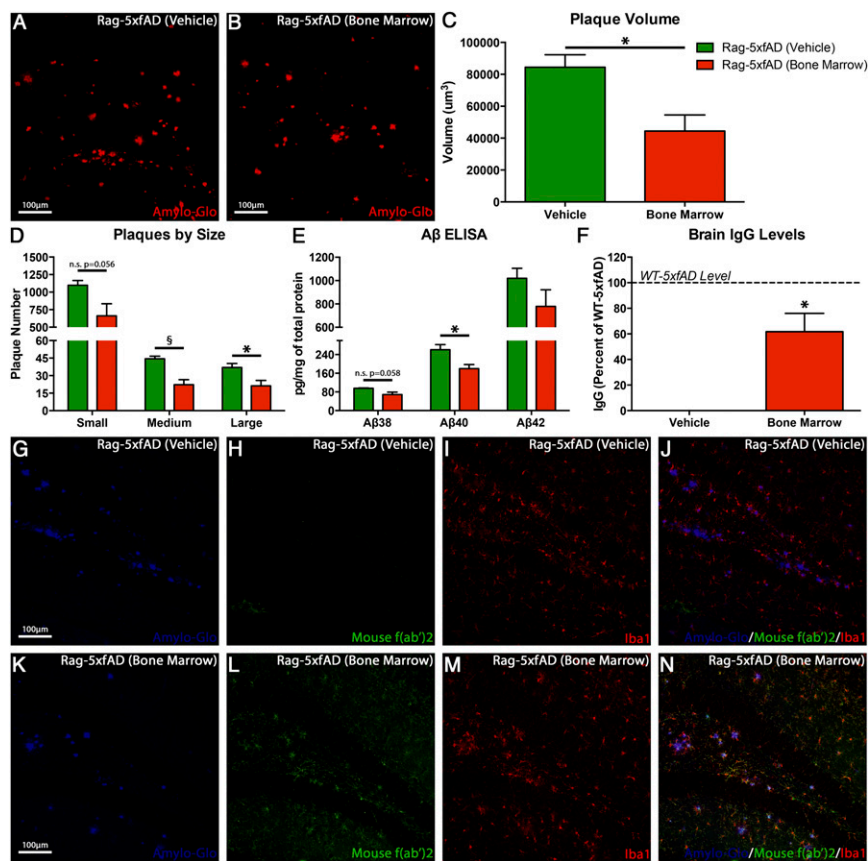 A
Rag-5xfAD (Vehicle)
100µm
Amylo-Glo
B
Rag-5xfAD (Bone Marrow)
100µm
Amylo-Glo
C
Plaque Volume
*
Rag-5xfAD (Vehicle)
Rag-5xfAD (Bone Marrow)
Volume (um³)
100000
80000
60000
40000
20000
0
Vehicle
Bone Marrow
D
Plaques by Size
Plaque Number
n.s. p=0.056
§
*
1500
1250
1000
750
500
45
30
15
0
Small
Medium
Large
E
Aβ ELISA
pg/mg of total protein
n.s. p=0.058
*
1200
1000
800
600
400
240
160
80
0
Aβ38
Aβ40
Aβ42
F
Brain IgG Levels
IgG (Percent of WT-5xfAD)
WT-5xfAD Level
*
120
100
80
60
40
20
0
Vehicle
Bone Marrow
G
Rag-5xfAD (Vehicle)
100µm
Amylo-Glo
H
Rag-5xfAD (Vehicle)
Mouse f(ab')2
I
Rag-5xfAD (Vehicle)
Iba1
J
Rag-5xfAD (Vehicle)
Amylo-Glo/Mouse f(ab')2/Iba1
K
Rag-5xfAD (Bone Marrow)
100µm
Amylo-Glo
L
Rag-5xfAD (Bone Marrow)
Mouse f(ab')2
M
Rag-5xfAD (Bone Marrow)
Iba1
N
Rag-5xfAD (Bone Marrow)
Amylo-Glo/Mouse f(ab')2/Iba1